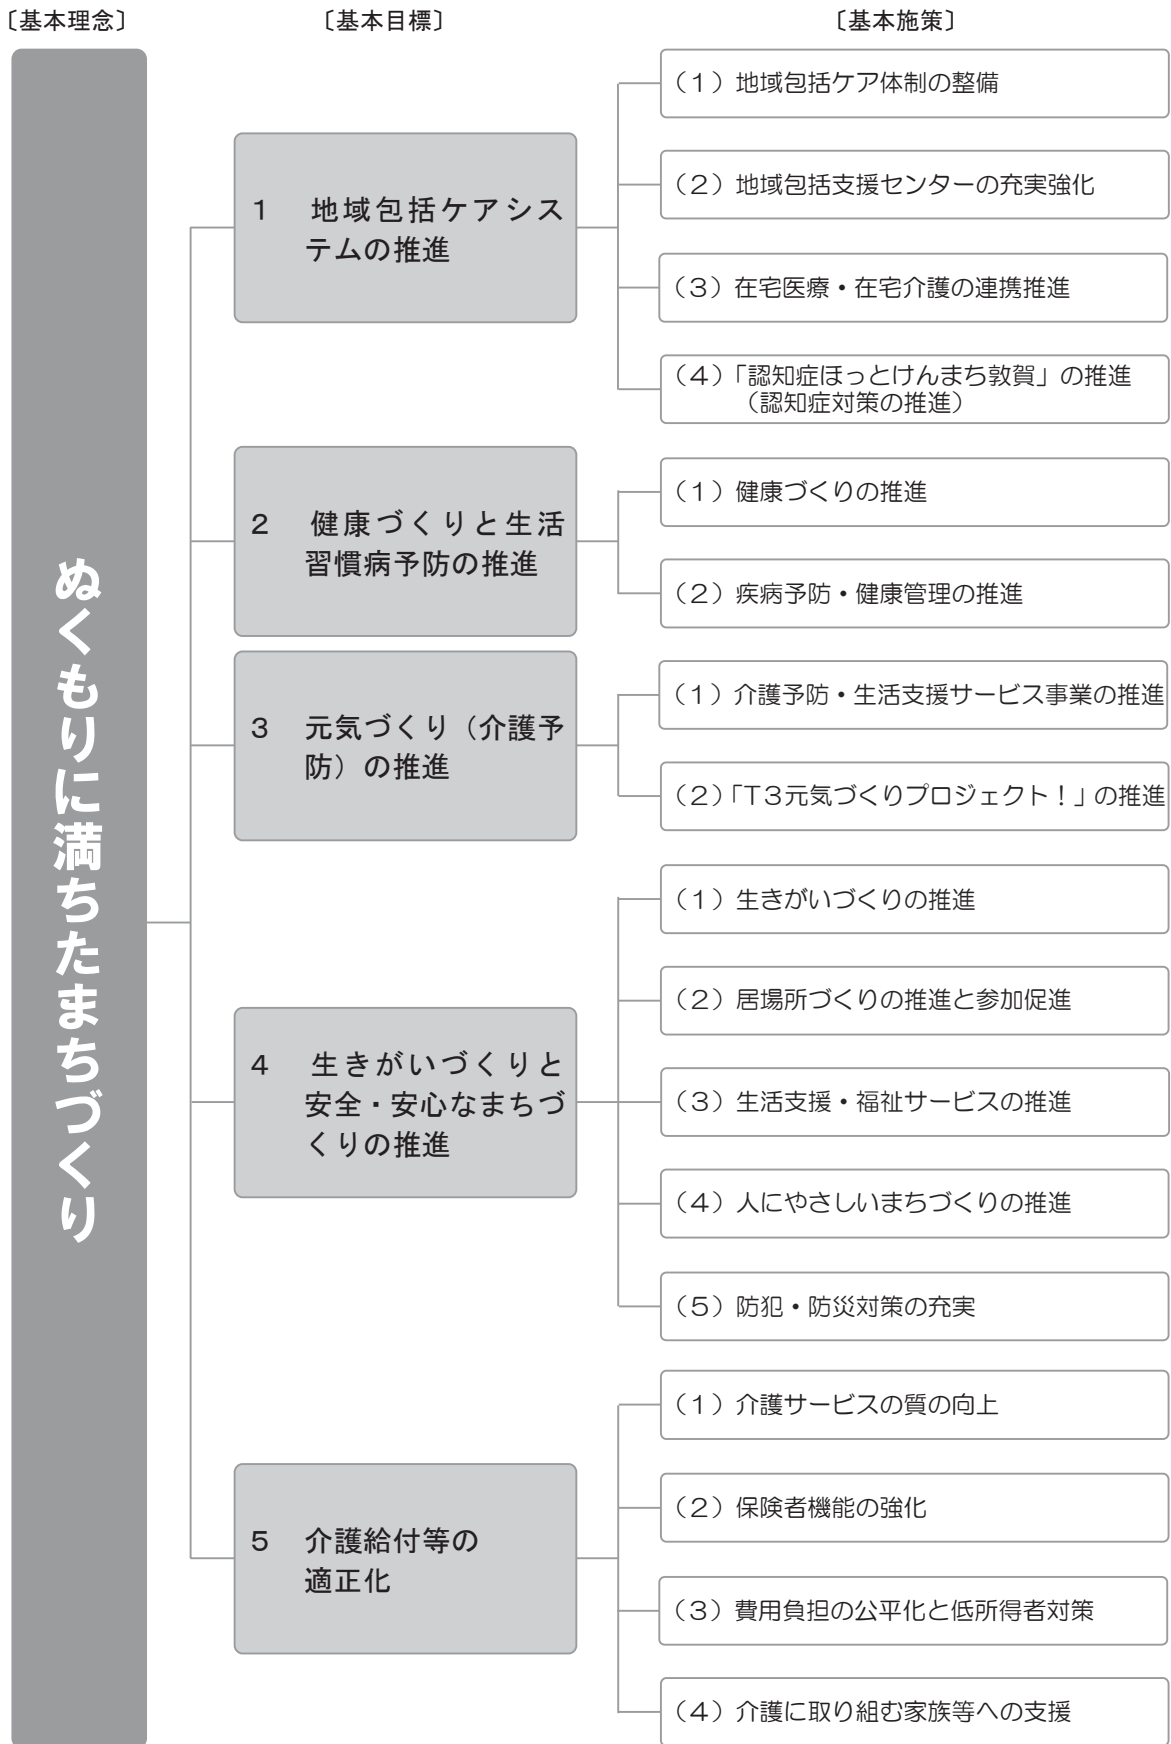 〔基本理念〕
〔基本目標〕
〔基本施策〕
ぬくもりに満ちたまちづくり
1 地域包括ケアシス
テムの推進
（1）地域包括ケア体制の整備
（2）地域包括支援センターの充実強化
（3）在宅医療・在宅介護の連携推進
（4）「認知症ほっとけんまち敦賀」の推進
（認知症対策の推進）
2 健康づくりと生活
習慣病予防の推進
（1）健康づくりの推進
（2）疾病予防・健康管理の推進
3 元気づくり（介護予
防）の推進
（1）介護予防・生活支援サービス事業の推進
（2）「T3元気づくりプロジェクト！」の推進
4 生きがいづくりと
安全・安心なまちづ
くりの推進
（1）生きがいづくりの推進
（2）居場所づくりの推進と参加促進
（3）生活支援・福祉サービスの推進
（4）人にやさしいまちづくりの推進
（5）防犯・防災対策の充実
5 介護給付等の
適正化
（1）介護サービスの質の向上
（2）保険者機能の強化
（3）費用負担の公平化と低所得者対策
（4）介護に取り組む家族等への支援